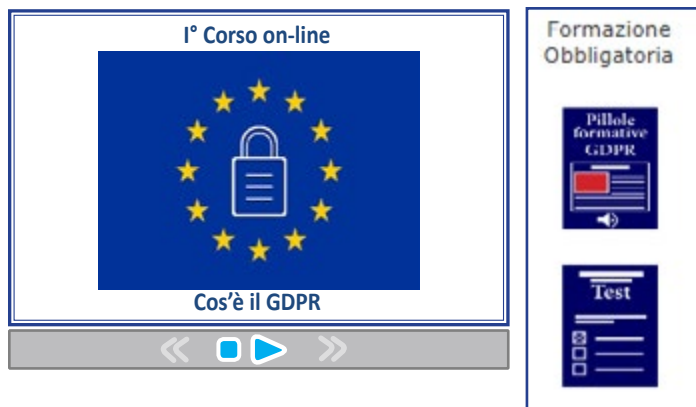 I° Corso on-line
Cos'è il GDPR
Formazione
Obbligatoria
Pillole
formative
GDPR
Test